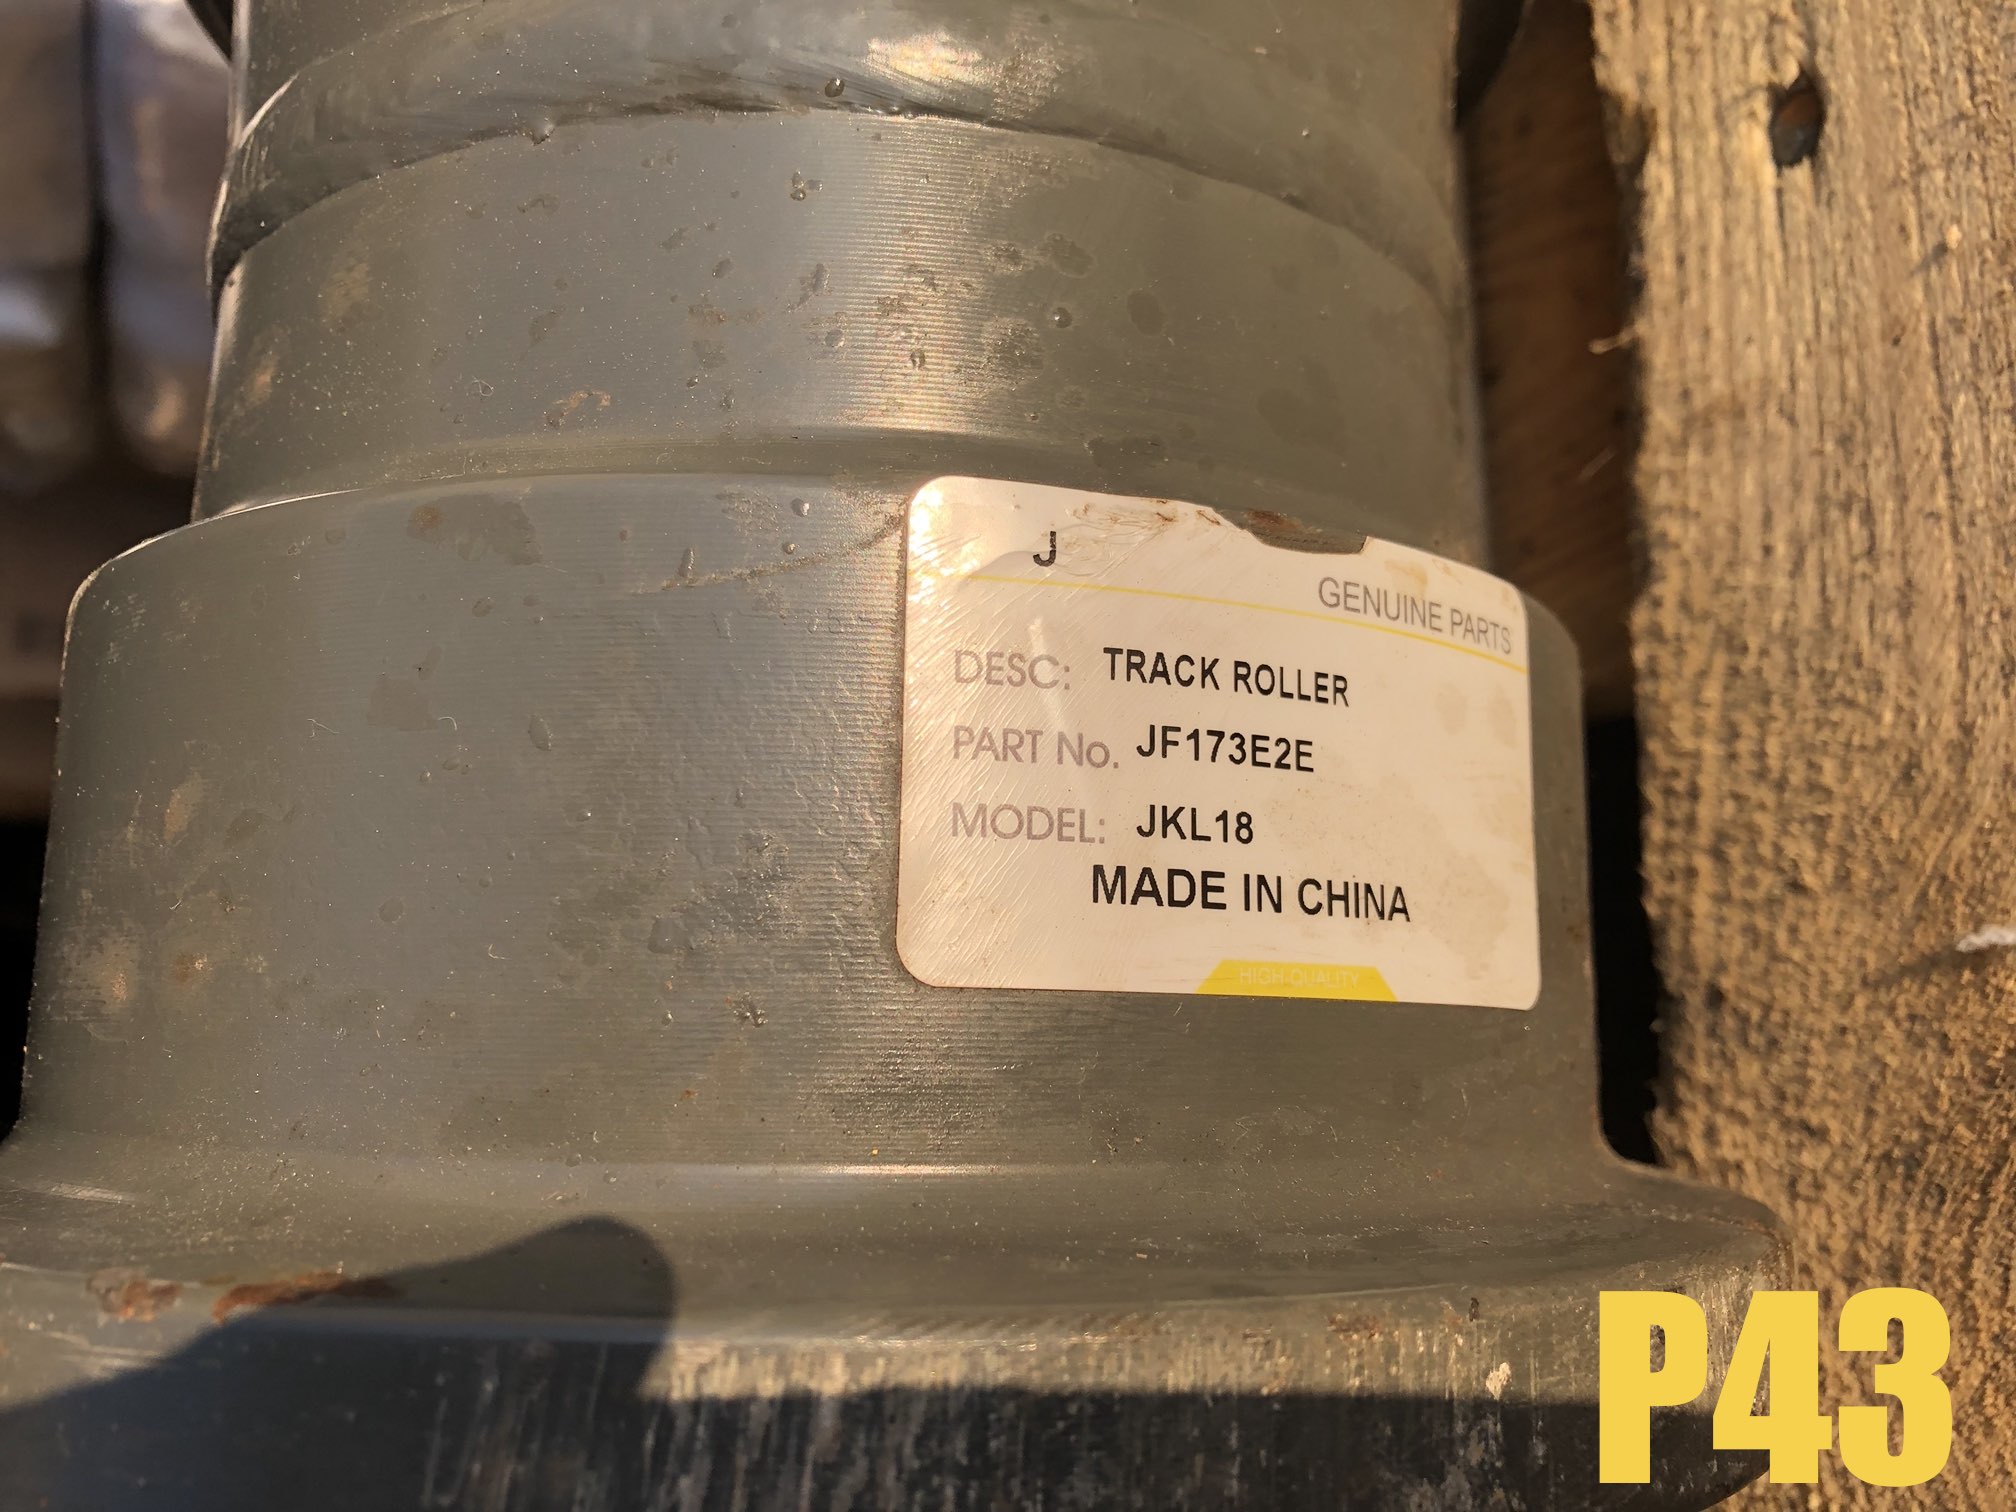 J
GENUINE PARTS
DESC: TRACK ROLLER
PART No. JF173E2E
MODEL: JKL18
MADE IN CHINA
HIGH-QUALITY
P43